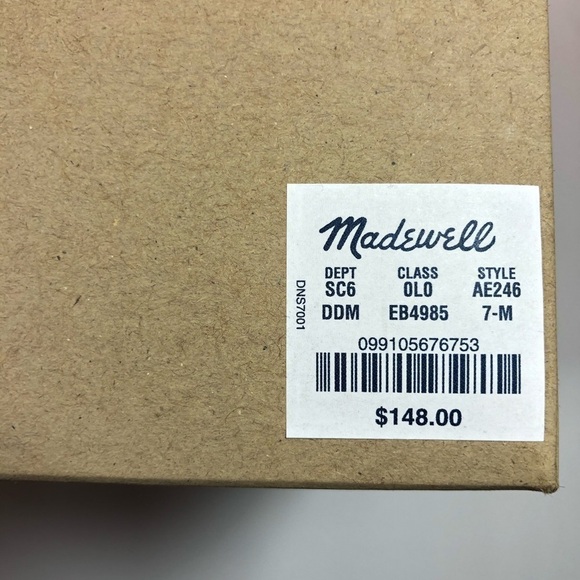 Madewell
DEPT CLASS STYLE
SC6 OLO AE246
DDM EB4985 7-M
DNS7001
099105676753
$148.00